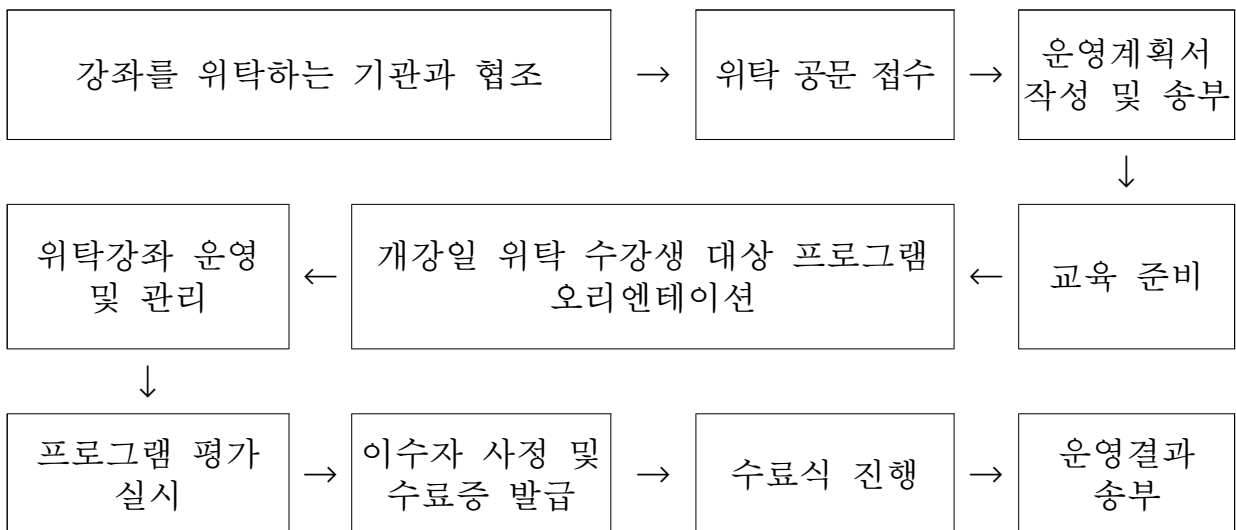 강좌를 위탁하는 기관과 협조 → 위탁 공문 접수 → 운영계획서
작성 및 송부
↓
교육 준비
←
개강일 위탁 수강생 대상 프로그램
오리엔테이션
←
위탁강좌 운영
및 관리
↓
프로그램 평가
실시
→
이수자 사정 및
수료증 발급
→
수료식 진행
→
운영결과
송부